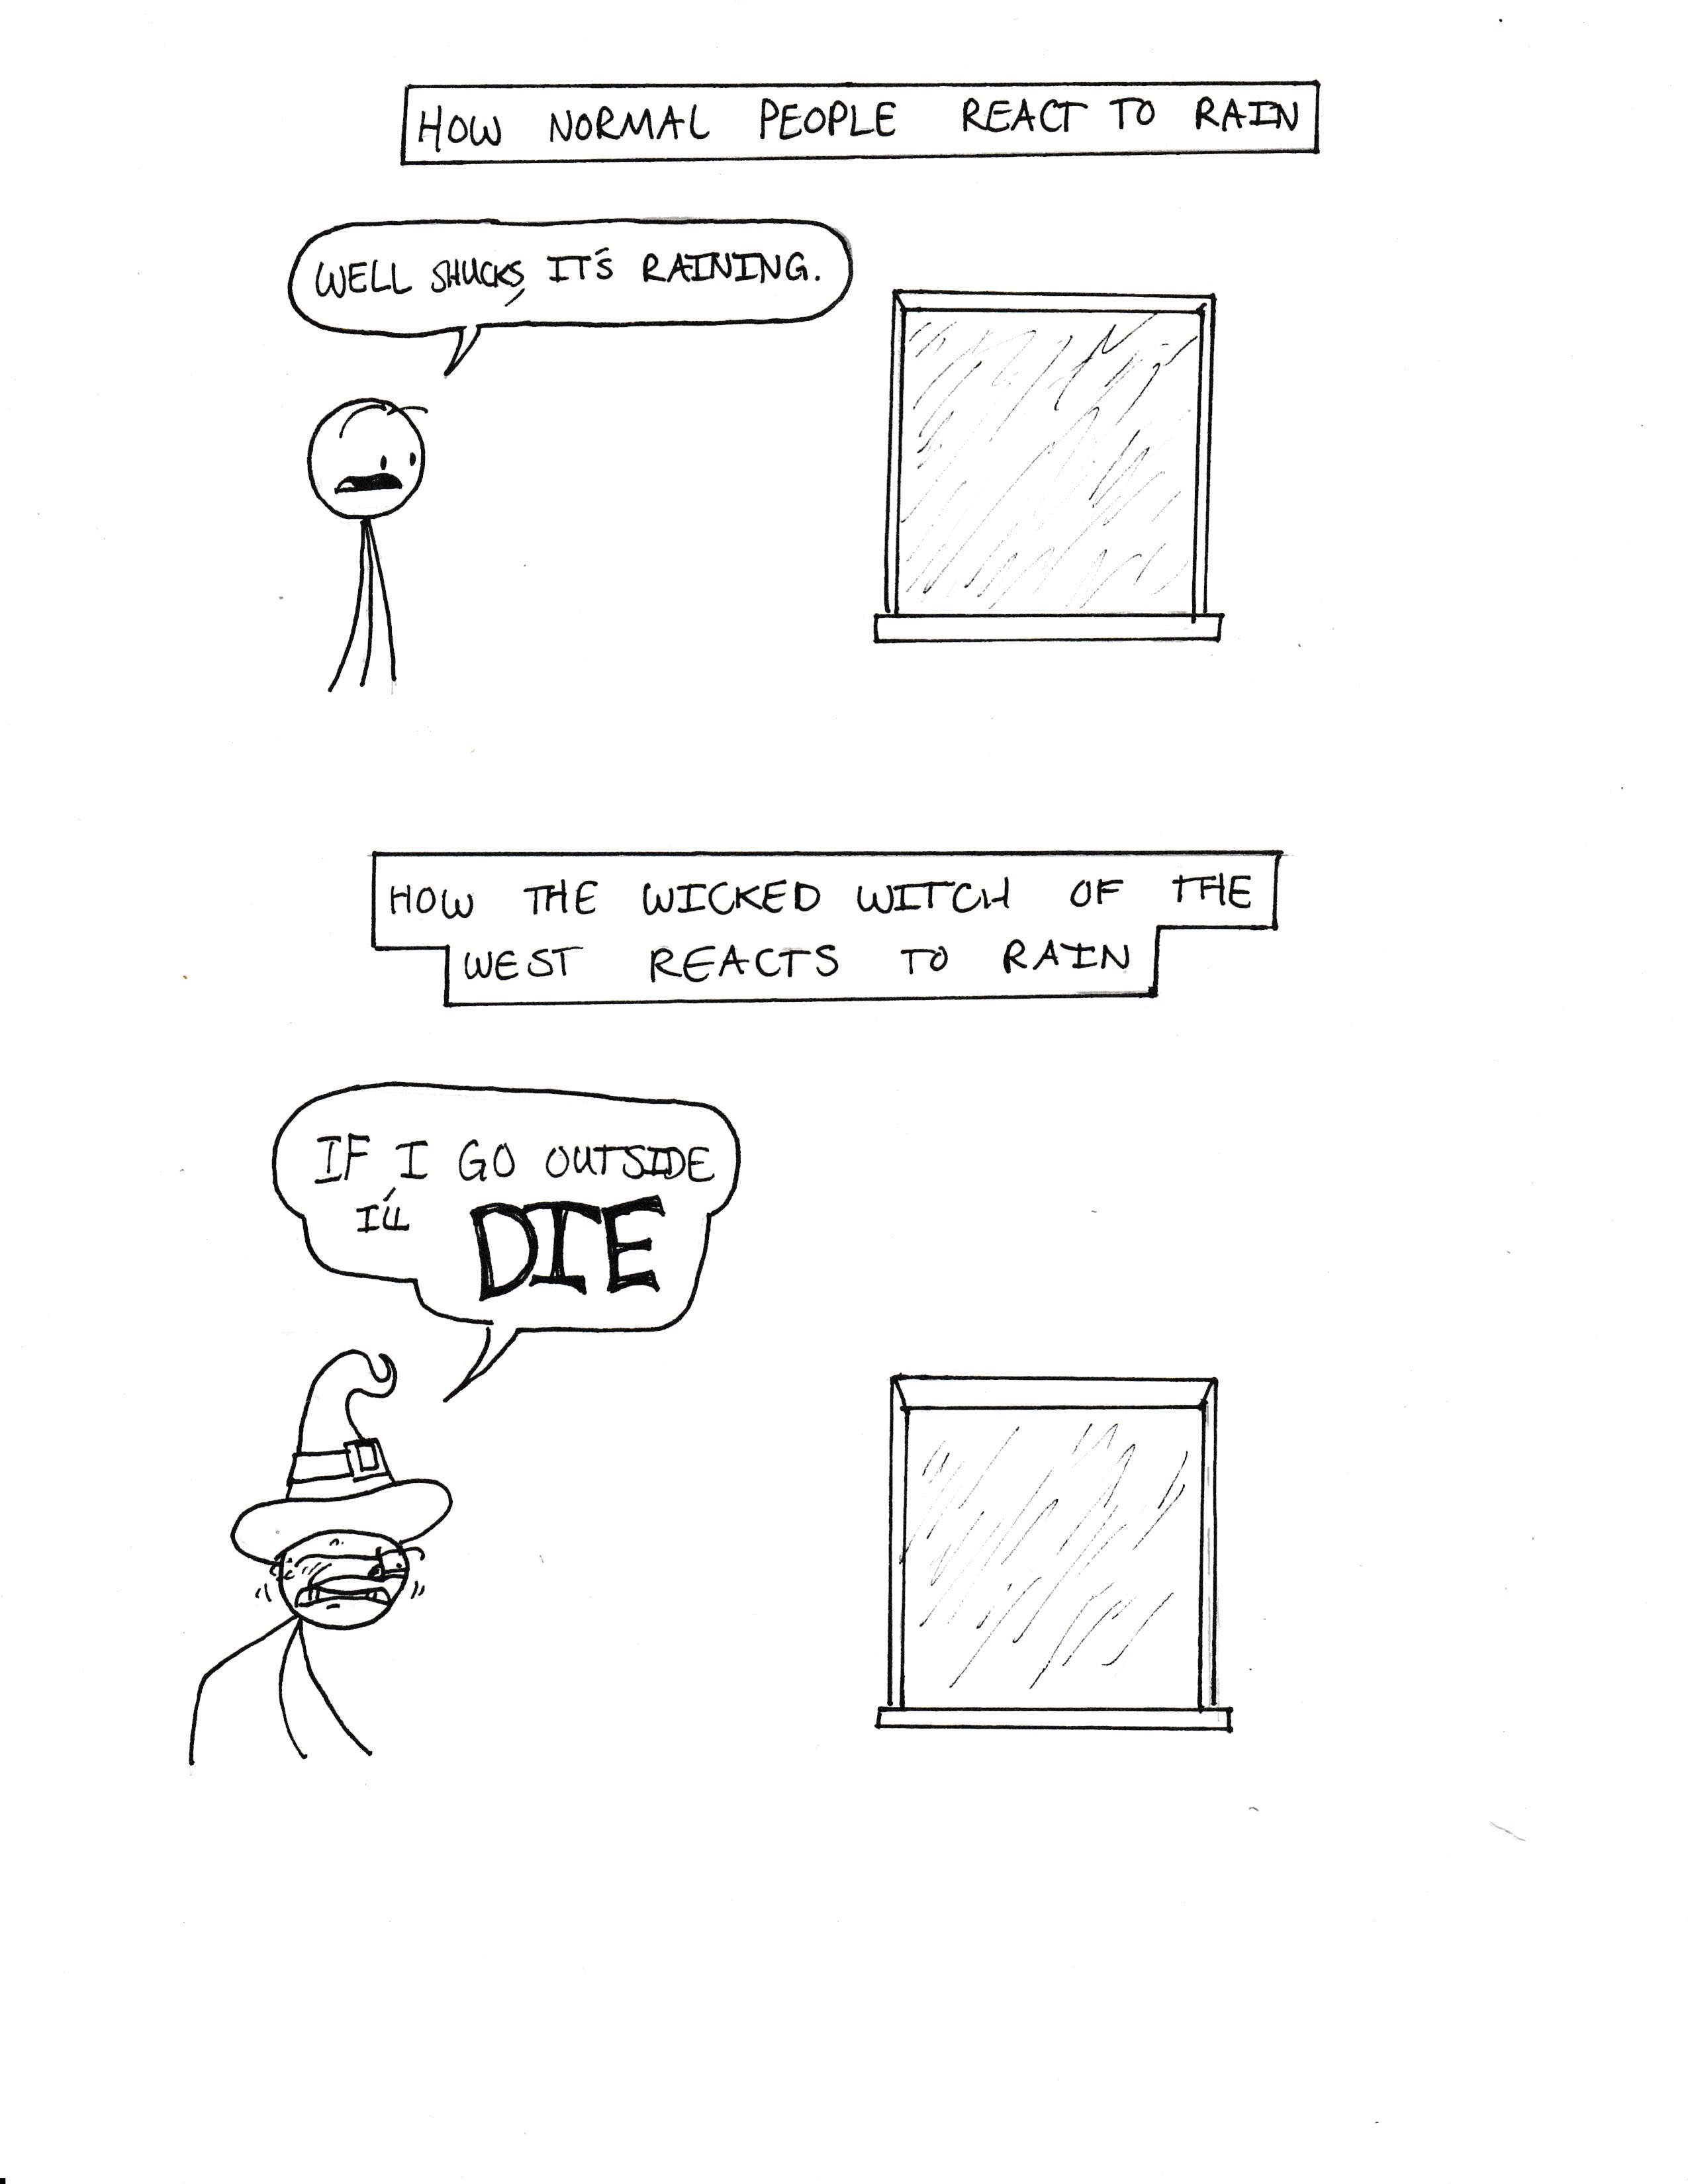 HOW NORMAL PEOPLE REACT TO RAIN
WELL SHUCKS, IT'S RAINING.
HOW THE WICKED WITCH OF THE
WEST REACTS TO RAIN
IF I GO OUTSIDE
I'LL DIE